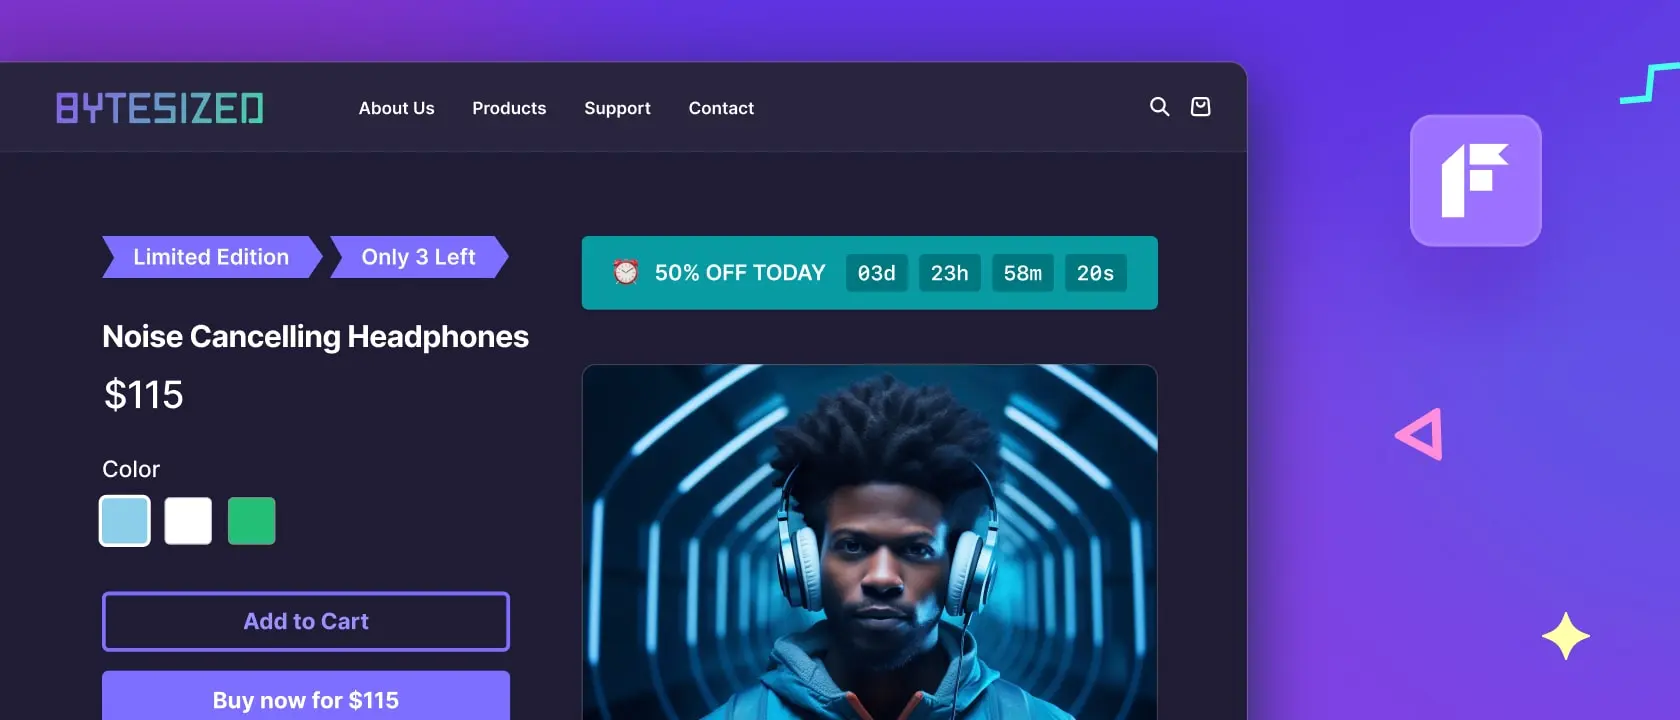 BYTESIZED
About Us
Products
Support
Contact
Limited Edition
Only 3 Left
50% OFF TODAY 03d 23h 58m 20s
Noise Cancelling Headphones
$115
Color
Add to Cart
Buy now for $115
F